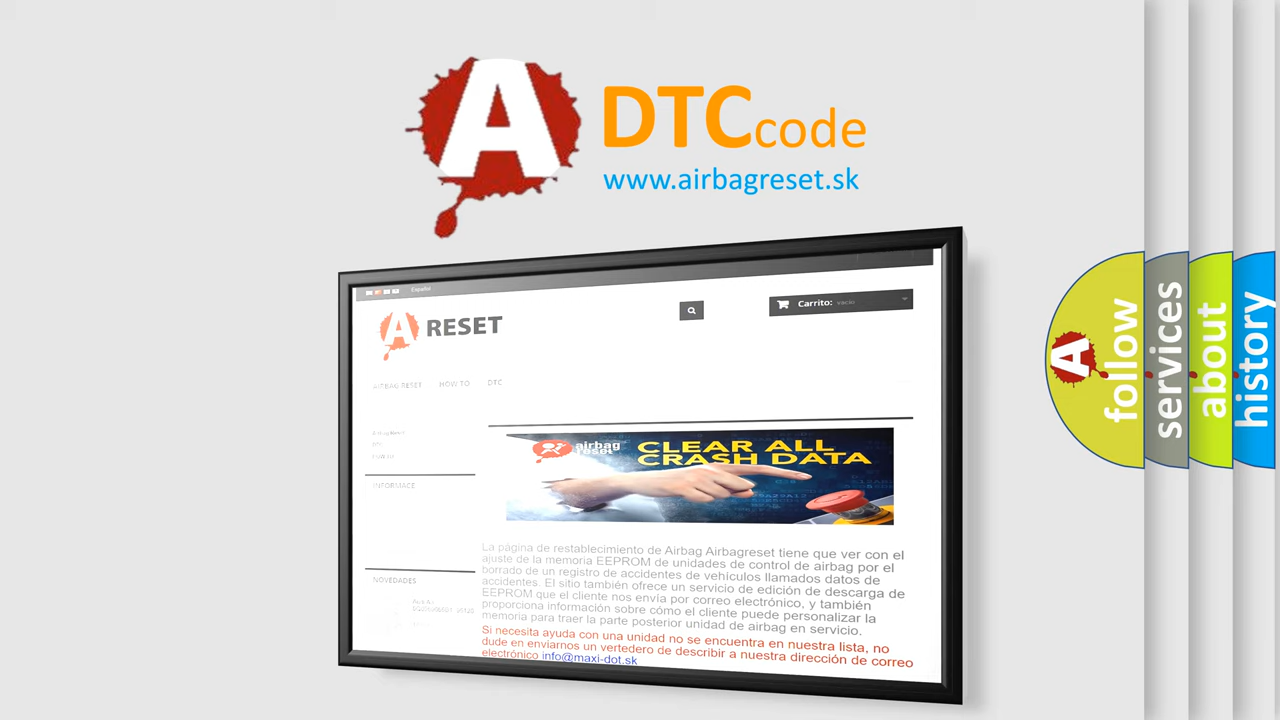 A DTC code
www.airbagreset.sk
Español
A RESET
Carrito: vacío
AIRBAG RESET HOW TO DTC
INFORMACE
airbag reset CLEAR ALL
CRASH DATA
La página de restablecimiento de Airbag Airbagreset tiene que ver con el
ajuste de la memoria EEPROM de unidades de control de airbag por el
borrado de un registro de accidentes de vehículos llamados datos de
accidentes. El sitio también ofrece un servicio de edición de descarga de
EEPROM que el cliente nos envía por correo electrónico, y también
proporciona información sobre cómo el cliente puede personalizar la
memoria para traer la parte posterior unidad de airbag en servicio.
Si necesita ayuda con una unidad no se encuentra en nuestra lista, no
dude en enviarnos un vertedero de describir a nuestra dirección de correo
electrónico info@maxi-dot.sk
NOVEDADES
A follow
services
about
history